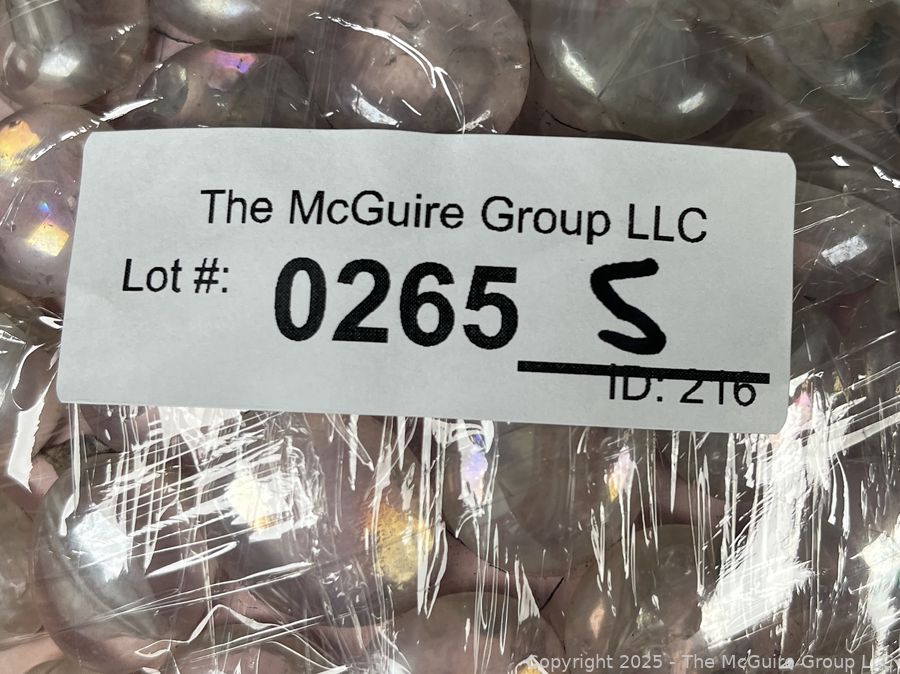 The McGuire Group LLC
Lot #: 0265 S
ID: 216
Copyright 2025 - The McGuire Group LLC